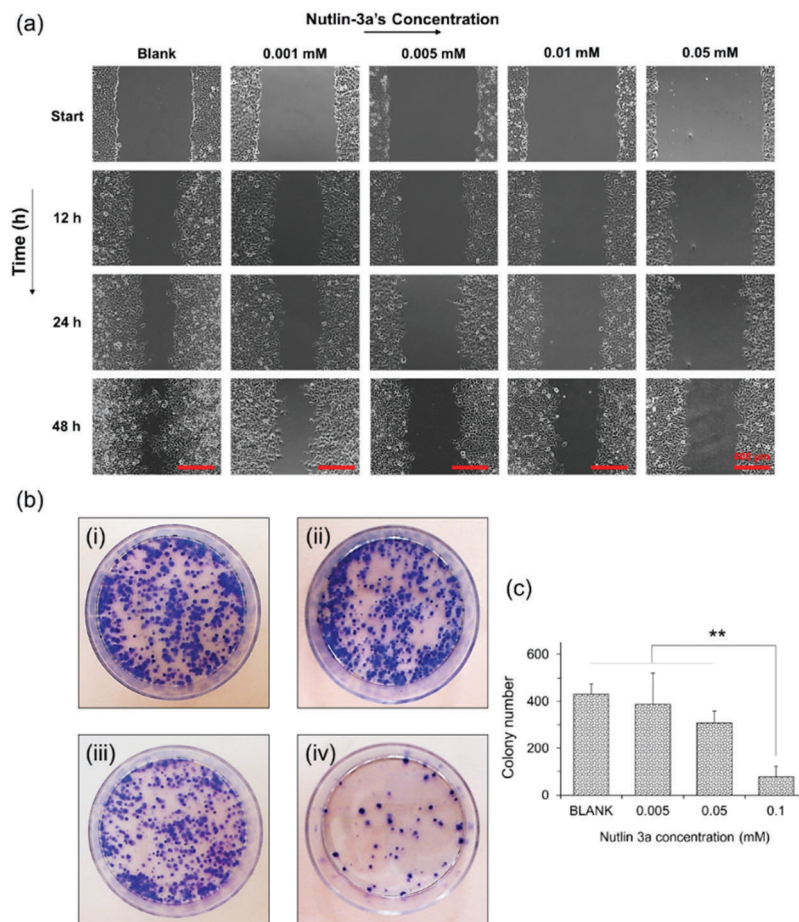 (a)
Nutlin-3a's Concentration
Blank
0.001 mM
0.005 mM
0.01 mM
0.05 mM
Start
12 h
24 h
48 h
Time (h)
(b)
(i)
(ii)
(iii)
(iv)
(c)
**
Colony number
600
400
200
0
BLANK
0.005
0.05
0.1
Nutlin 3a concentration (mM)